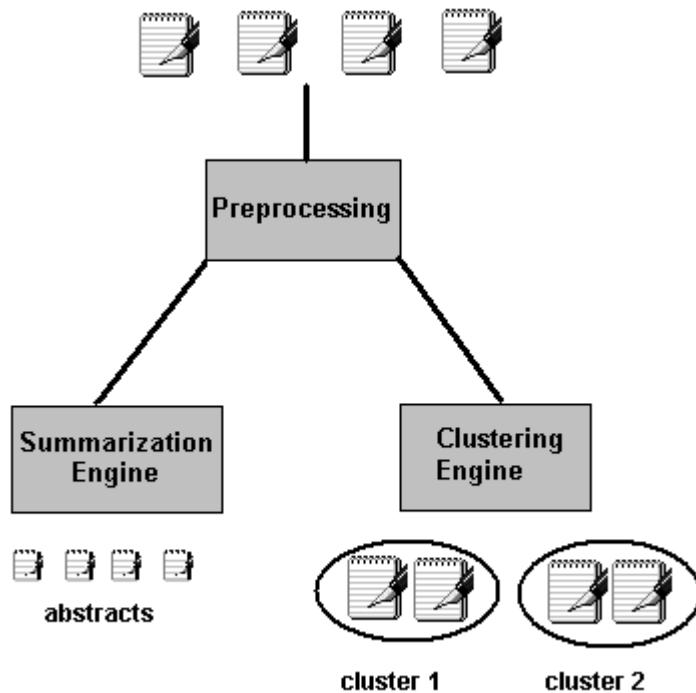 Preprocessing
Summarization
Engine
Clustering
Engine
abstracts
cluster 1
cluster 2